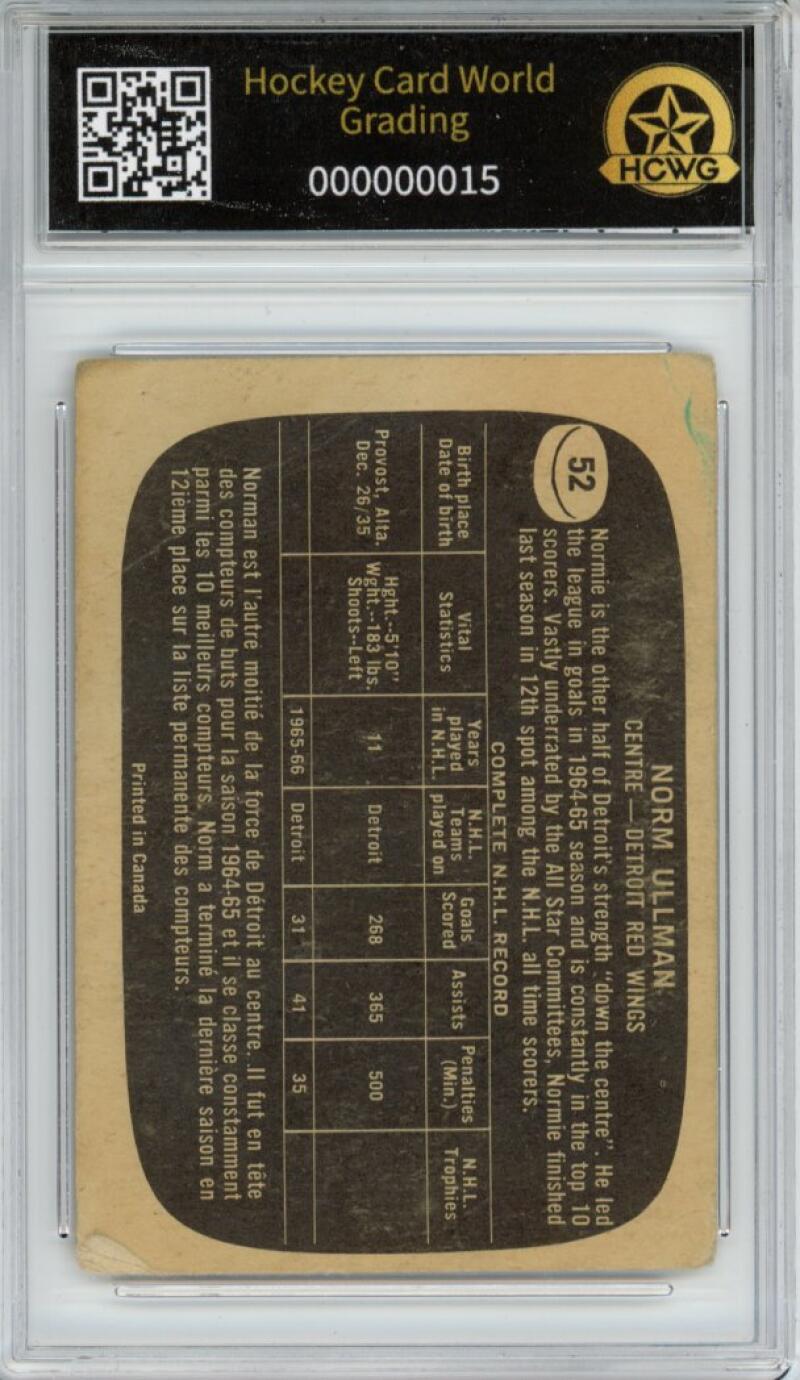 Hockey Card World
Grading
000000015
HCWG
52
NORM ULLMAN
CENTRE — DETROIT RED WINGS
Normie is the other half of Detroit's strength "down the centre". He led
the league in goals in 1964-65 season and is constantly in the top 10
scorers. Vastly underrated by the All Star Committees, Normie finished
last season in 12th spot among the N.H.L. all time scorers.
COMPLETE N.H.L. RECORD
Birth place
Date of birth
Vital
Statistics
Years
played
in N.H.L.
N.H.L.
Teams
played on
Goals
Scored
Assists
Penalties
(Min.)
N.H.L.
Trophies
Provost, Alta.
Dec. 26/35
Hght.--5'10"
Wght.--183 lbs.
Shoots--Left
11
Detroit
268
365
500
1965-66
Detroit
31
41
35
Norman est l'autre moitié de la force de Détroit au centre. Il fut en tête
des compteurs de buts pour la saison 1964-65 et il se classe constamment
parmi les 10 meilleurs compteurs. Norm a terminé la dernière saison en
12ième place sur la liste permanente des compteurs.
Printed in Canada